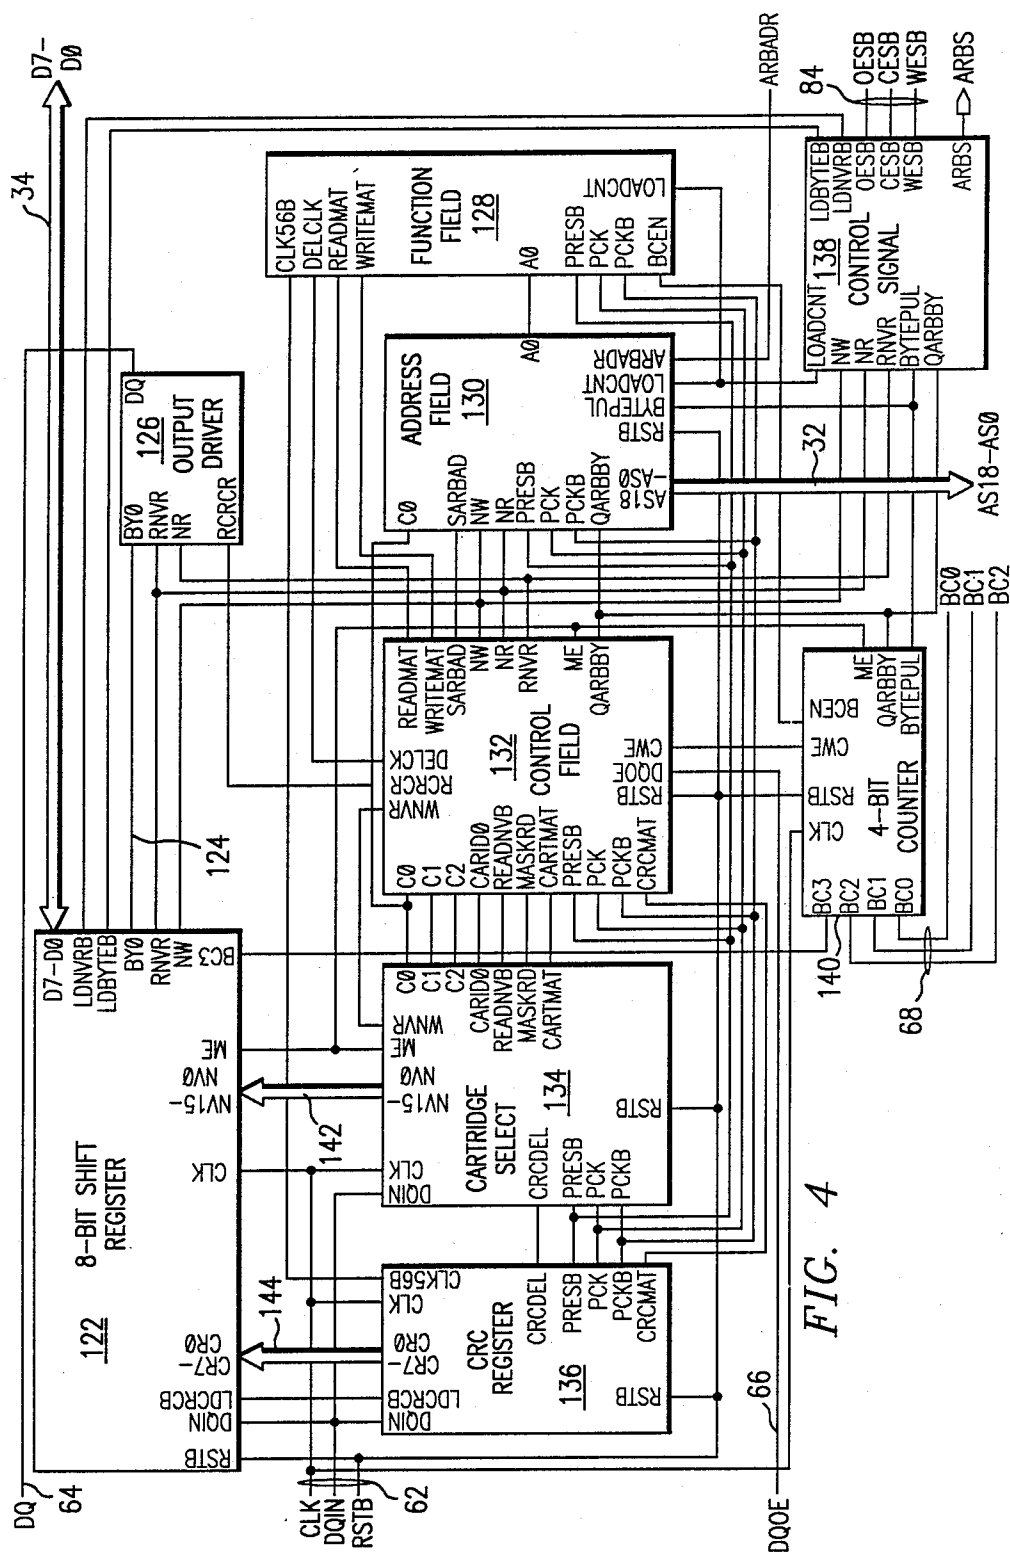 DQ
64
34
D7-
D0
8-BIT SHIFT
REGISTER
122
D7-D0
LDNVRB
LDBYTEB
BY0
RNVR
NW
BC3
RSTB
DQIN
LDCRCB
CR7-
CR0
CLK
NV15-
NV0
ME
144
142
124
DQ
126
OUTPUT
DRIVER
BY0
RNVR
NR
RCRCR
CLK56B
DELCLK
READMAT
WRITEMAT
FUNCTION
FIELD
128
A0
PRESB
PCK
PCKB
BCEN
LOADCNT
ADDRESS
FIELD
130
A0
C0
SARBAD
NW
NR
PRESB
PCK
PCKB
QARBBY
AS18
-AS0
RSTB
BYTEPUL
LOADCNT
ARBADR
ARBADR
32
AS18-AS0
READMAT
WRITEMAT
SARBAD
NW
NR
RNVR
ME
QARBBY
132
CONTROL
FIELD
DELCK
RCRCR
WNVR
C0
C1
C2
CARID0
READNVB
MASKRD
CARTMAT
PRESB
PCK
PCKB
CRCMAT
CWE
DQOE
RSTB
C0
C1
C2
CARID0
READNVB
MASKRD
CARTMAT
WNVR
ME
NV0
NV15-
CLK
DQIN
CARTRIDGE
SELECT
134
CRCDEL
PRESB
PCK
PCKB
RSTB
CLK56B
CLK
CR0
CR7-
LDCRCB
DQIN
CRC
REGISTER
136
CRCDEL
PRESB
PCK
PCKB
CRCMAT
RSTB
CLK
DQIN
RSTB
62
DQOE
66
LOADCNT
NW
NR
RNVR
BYTEPUL
QARBBY
138
CONTROL
SIGNAL
LDBYTEB
LDNVRB
OESB
CESB
WESB
ARBS
84
OESB
CESB
WESB
ARBS
ME
QARBBY
BYTEPUL
BCEN
CWE
RSTB
CLK
4-BIT
COUNTER
BC3
BC2
BC1
BC0
140
68
BC0
BC1
BC2
FIG. 4